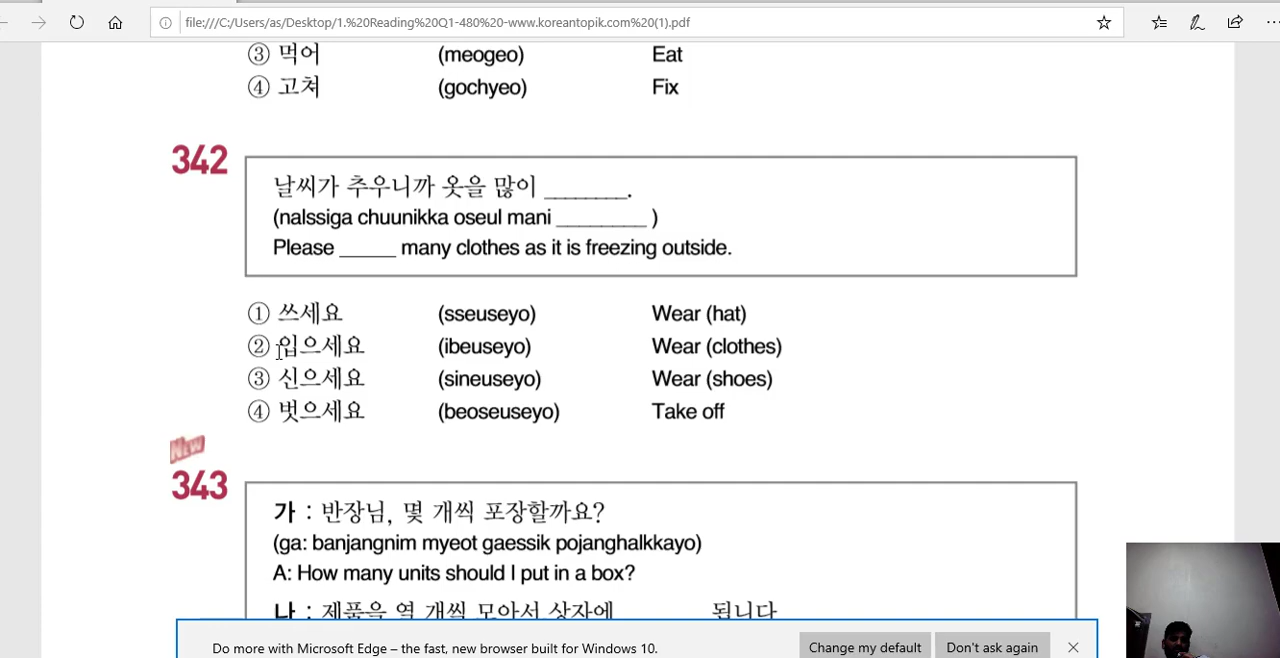 file:///C:/Users/as/Desktop/1.%20Reading%20Q1-480%20-www.koreantopik.com%20(1).pdf
③ 먹어 (meogeo) Eat
④ 고쳐 (gochyeo) Fix
342
날씨가 추우니까 옷을 많이 ________.
(nalssiga chuunikka oseul mani _________ )
Please _____ many clothes as it is freezing outside.
① 쓰세요 (sseuseyo) Wear (hat)
② 입으세요 (ibeuseyo) Wear (clothes)
③ 신으세요 (sineuseyo) Wear (shoes)
④ 벗으세요 (beoseuseyo) Take off
New
343
가 : 반장님, 몇 개씩 포장할까요?
(ga: banjangnim myeot gaessik pojanghalkkayo)
A: How many units should I put in a box?
나 : 제품을 열 개씩 모아서 상자에 ______ 됩니다
Do more with Microsoft Edge – the fast, new browser built for Windows 10.
Change my default
Don't ask again